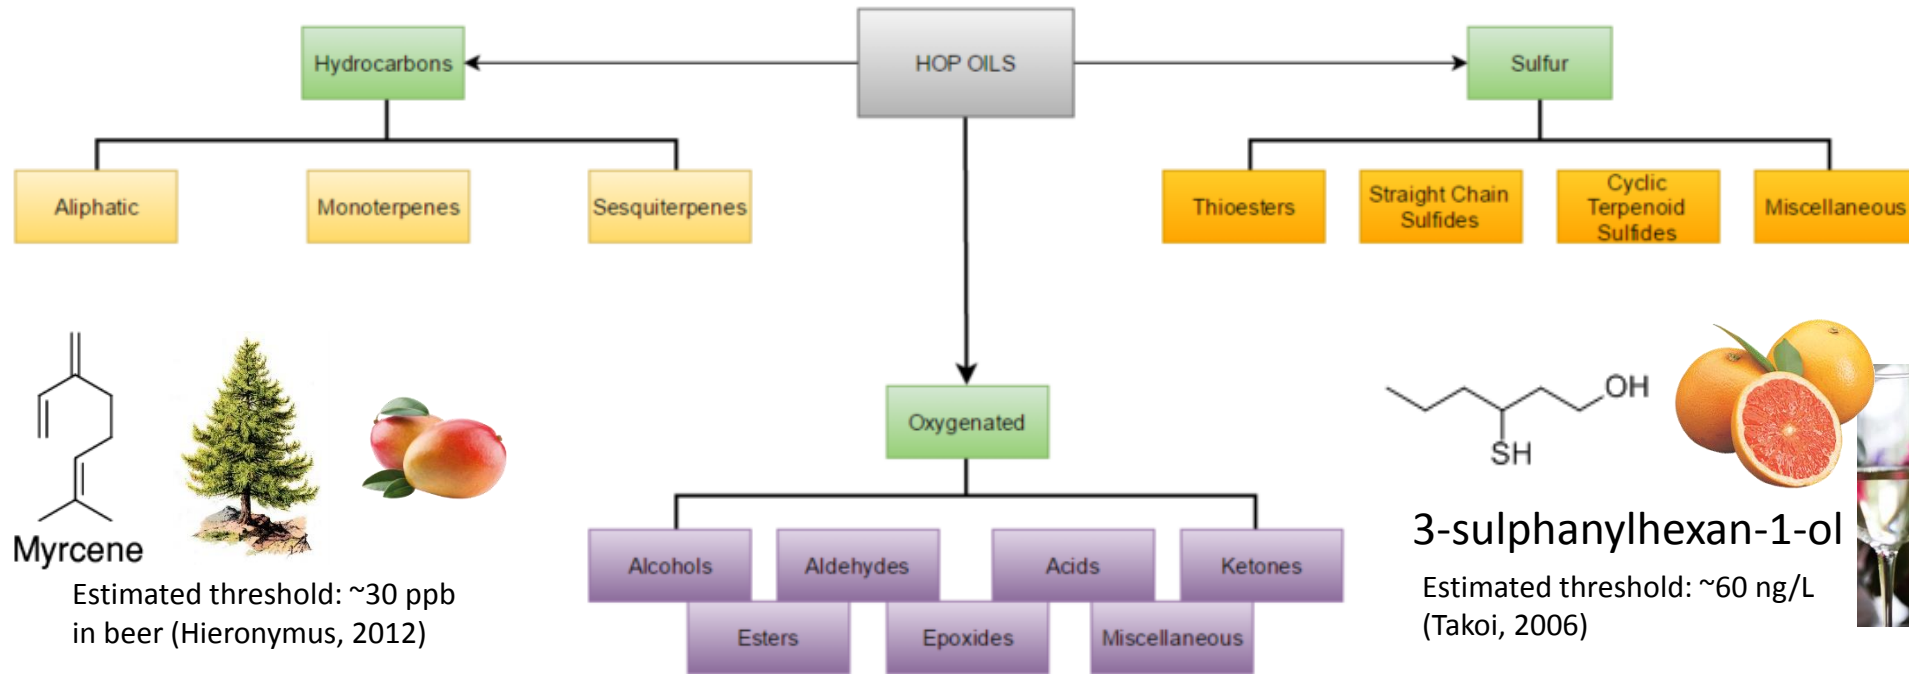 HOP OILS
Hydrocarbons
Sulfur
Aliphatic
Monoterpenes
Sesquiterpenes
Thioesters
Straight Chain
Sulfides
Cyclic
Terpenoid
Sulfides
Miscellaneous
Oxygenated
Alcohols
Aldehydes
Acids
Ketones
Esters
Epoxides
Miscellaneous
Myrcene
Estimated threshold: ~30 ppb
in beer (Hieronymus, 2012)
OH
SH
3-sulphanylhexan-1-ol
Estimated threshold: ~60 ng/L
(Takoi, 2006)